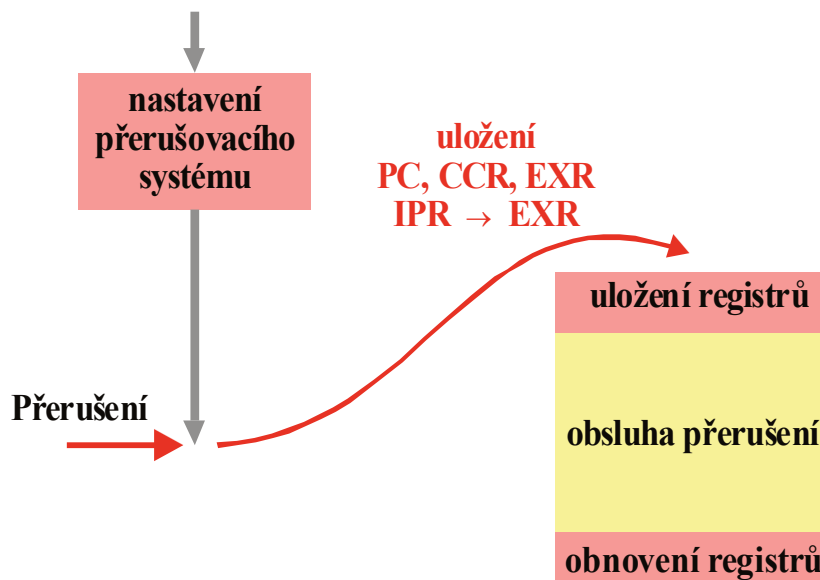 nastavení
přerušovacího
systému
uložení
PC, CCR, EXR
IPR → EXR
uložení registrů
Přerušení
obsluha přerušení
obnovení registrů